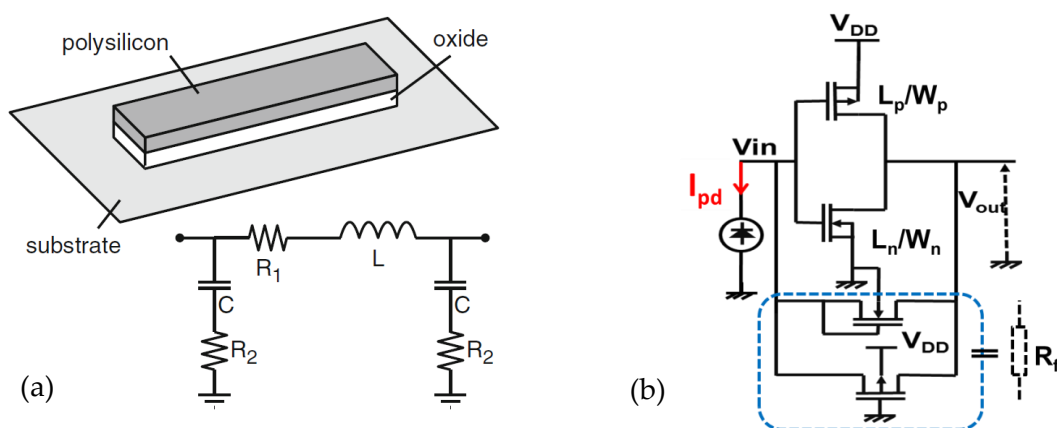 polysilicon
oxide
substrate
R1
L
C
R2
C
R2
(a)
VDD
Lp/Wp
Vin
Ipd
Vout
Ln/Wn
VDD
Rf
(b)